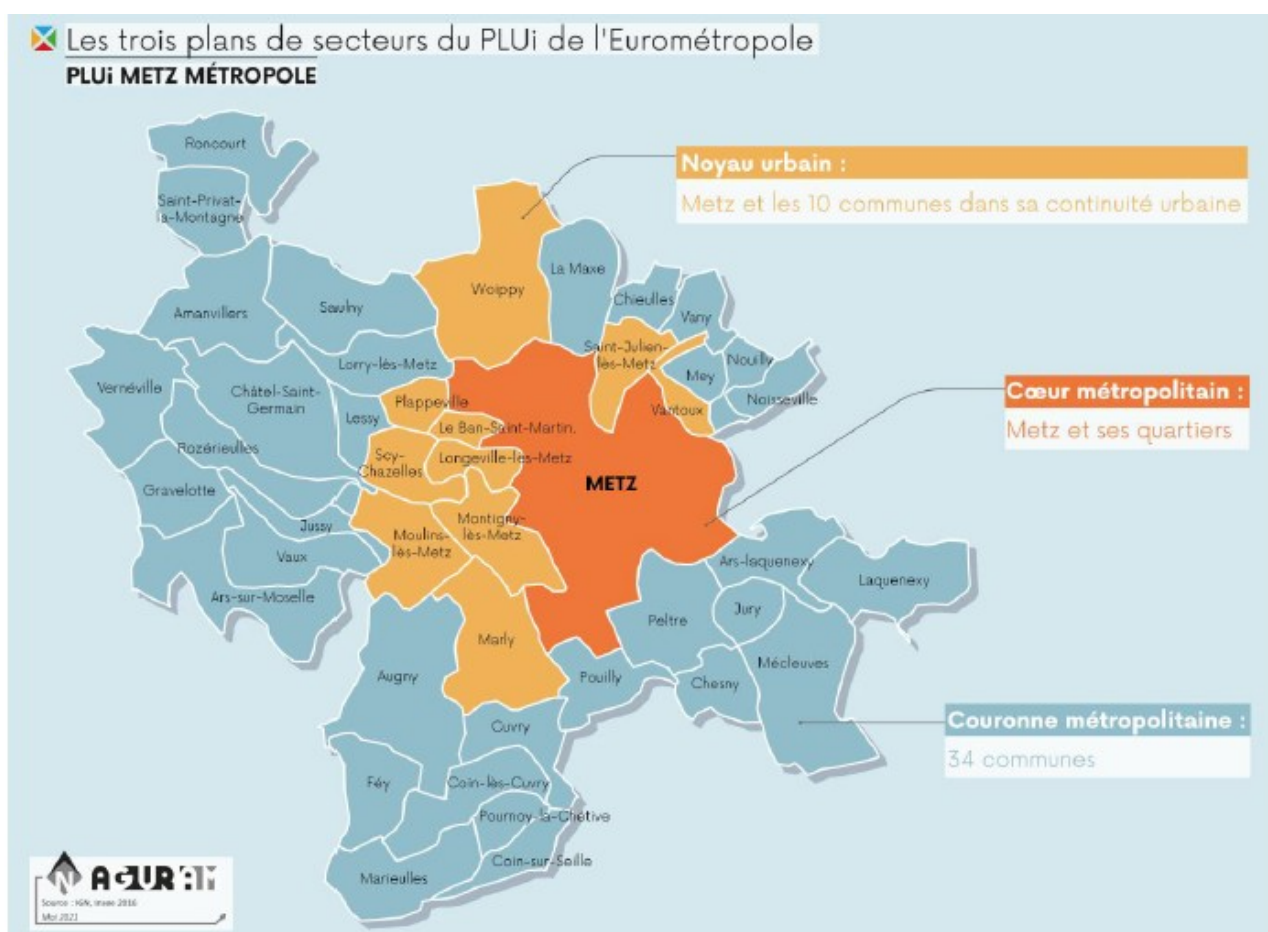 Les trois plans de secteurs du PLUi de l'Eurométropole
PLUi METZ MÉTROPOLE
Roncourt
Saint-Privat-
la-Montagne
Noyau urbain :
Metz et les 10 communes dans sa continuité urbaine
Woippy
La Maxe
Chieulles
Vany
Amanvillers
Saulny
Saint-Julien-
lès-Metz
Nouilly
Mey
Lorry-lès-Metz
Vernéville
Châtel-Saint-
Germain
Plappeville
Vantoux
Noisseville
Lessy
Le Ban-Saint-Martin.
Cœur métropolitain :
Metz et ses quartiers
Rozérieulles
Scy-
Chazelles
Longeville-lès-Metz
METZ
Gravelotte
Jussy
Montigny-
lès-Metz
Moulins-
lès-Metz
Vaux
Ars-sur-Moselle
Ars-laquenexy
Laquenexy
Jury
Peltre
Marly
Mécleuves
Augny
Pouilly
Chesny
Cuvry
Couronne métropolitaine :
34 communes
Féy
Coin-lès-Cuvry
Pournoy-la-Chétive
Coin-sur-Seille
Marieulles
N AGURAM
Source : IGN, Insee 2016
Mai 2021